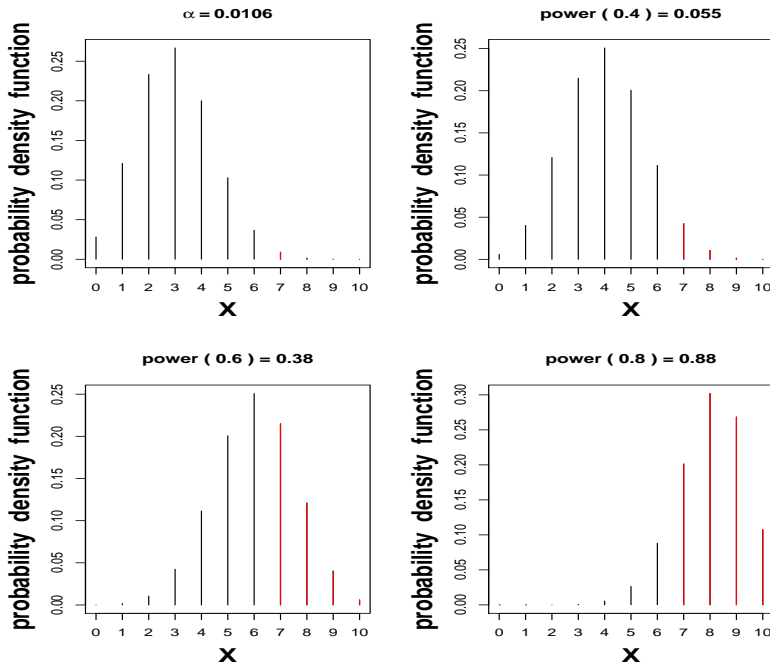 α = 0.0106
probability density function
0.00 0.05 0.10 0.15 0.20 0.25
0 1 2 3 4 5 6 7 8 9 10
X
power ( 0.4 ) = 0.055
probability density function
0.00 0.05 0.10 0.15 0.20 0.25
0 1 2 3 4 5 6 7 8 9 10
X
power ( 0.6 ) = 0.38
probability density function
0.00 0.05 0.10 0.15 0.20 0.25
0 1 2 3 4 5 6 7 8 9 10
X
power ( 0.8 ) = 0.88
probability density function
0.00 0.05 0.10 0.15 0.20 0.25 0.30
0 1 2 3 4 5 6 7 8 9 10
X